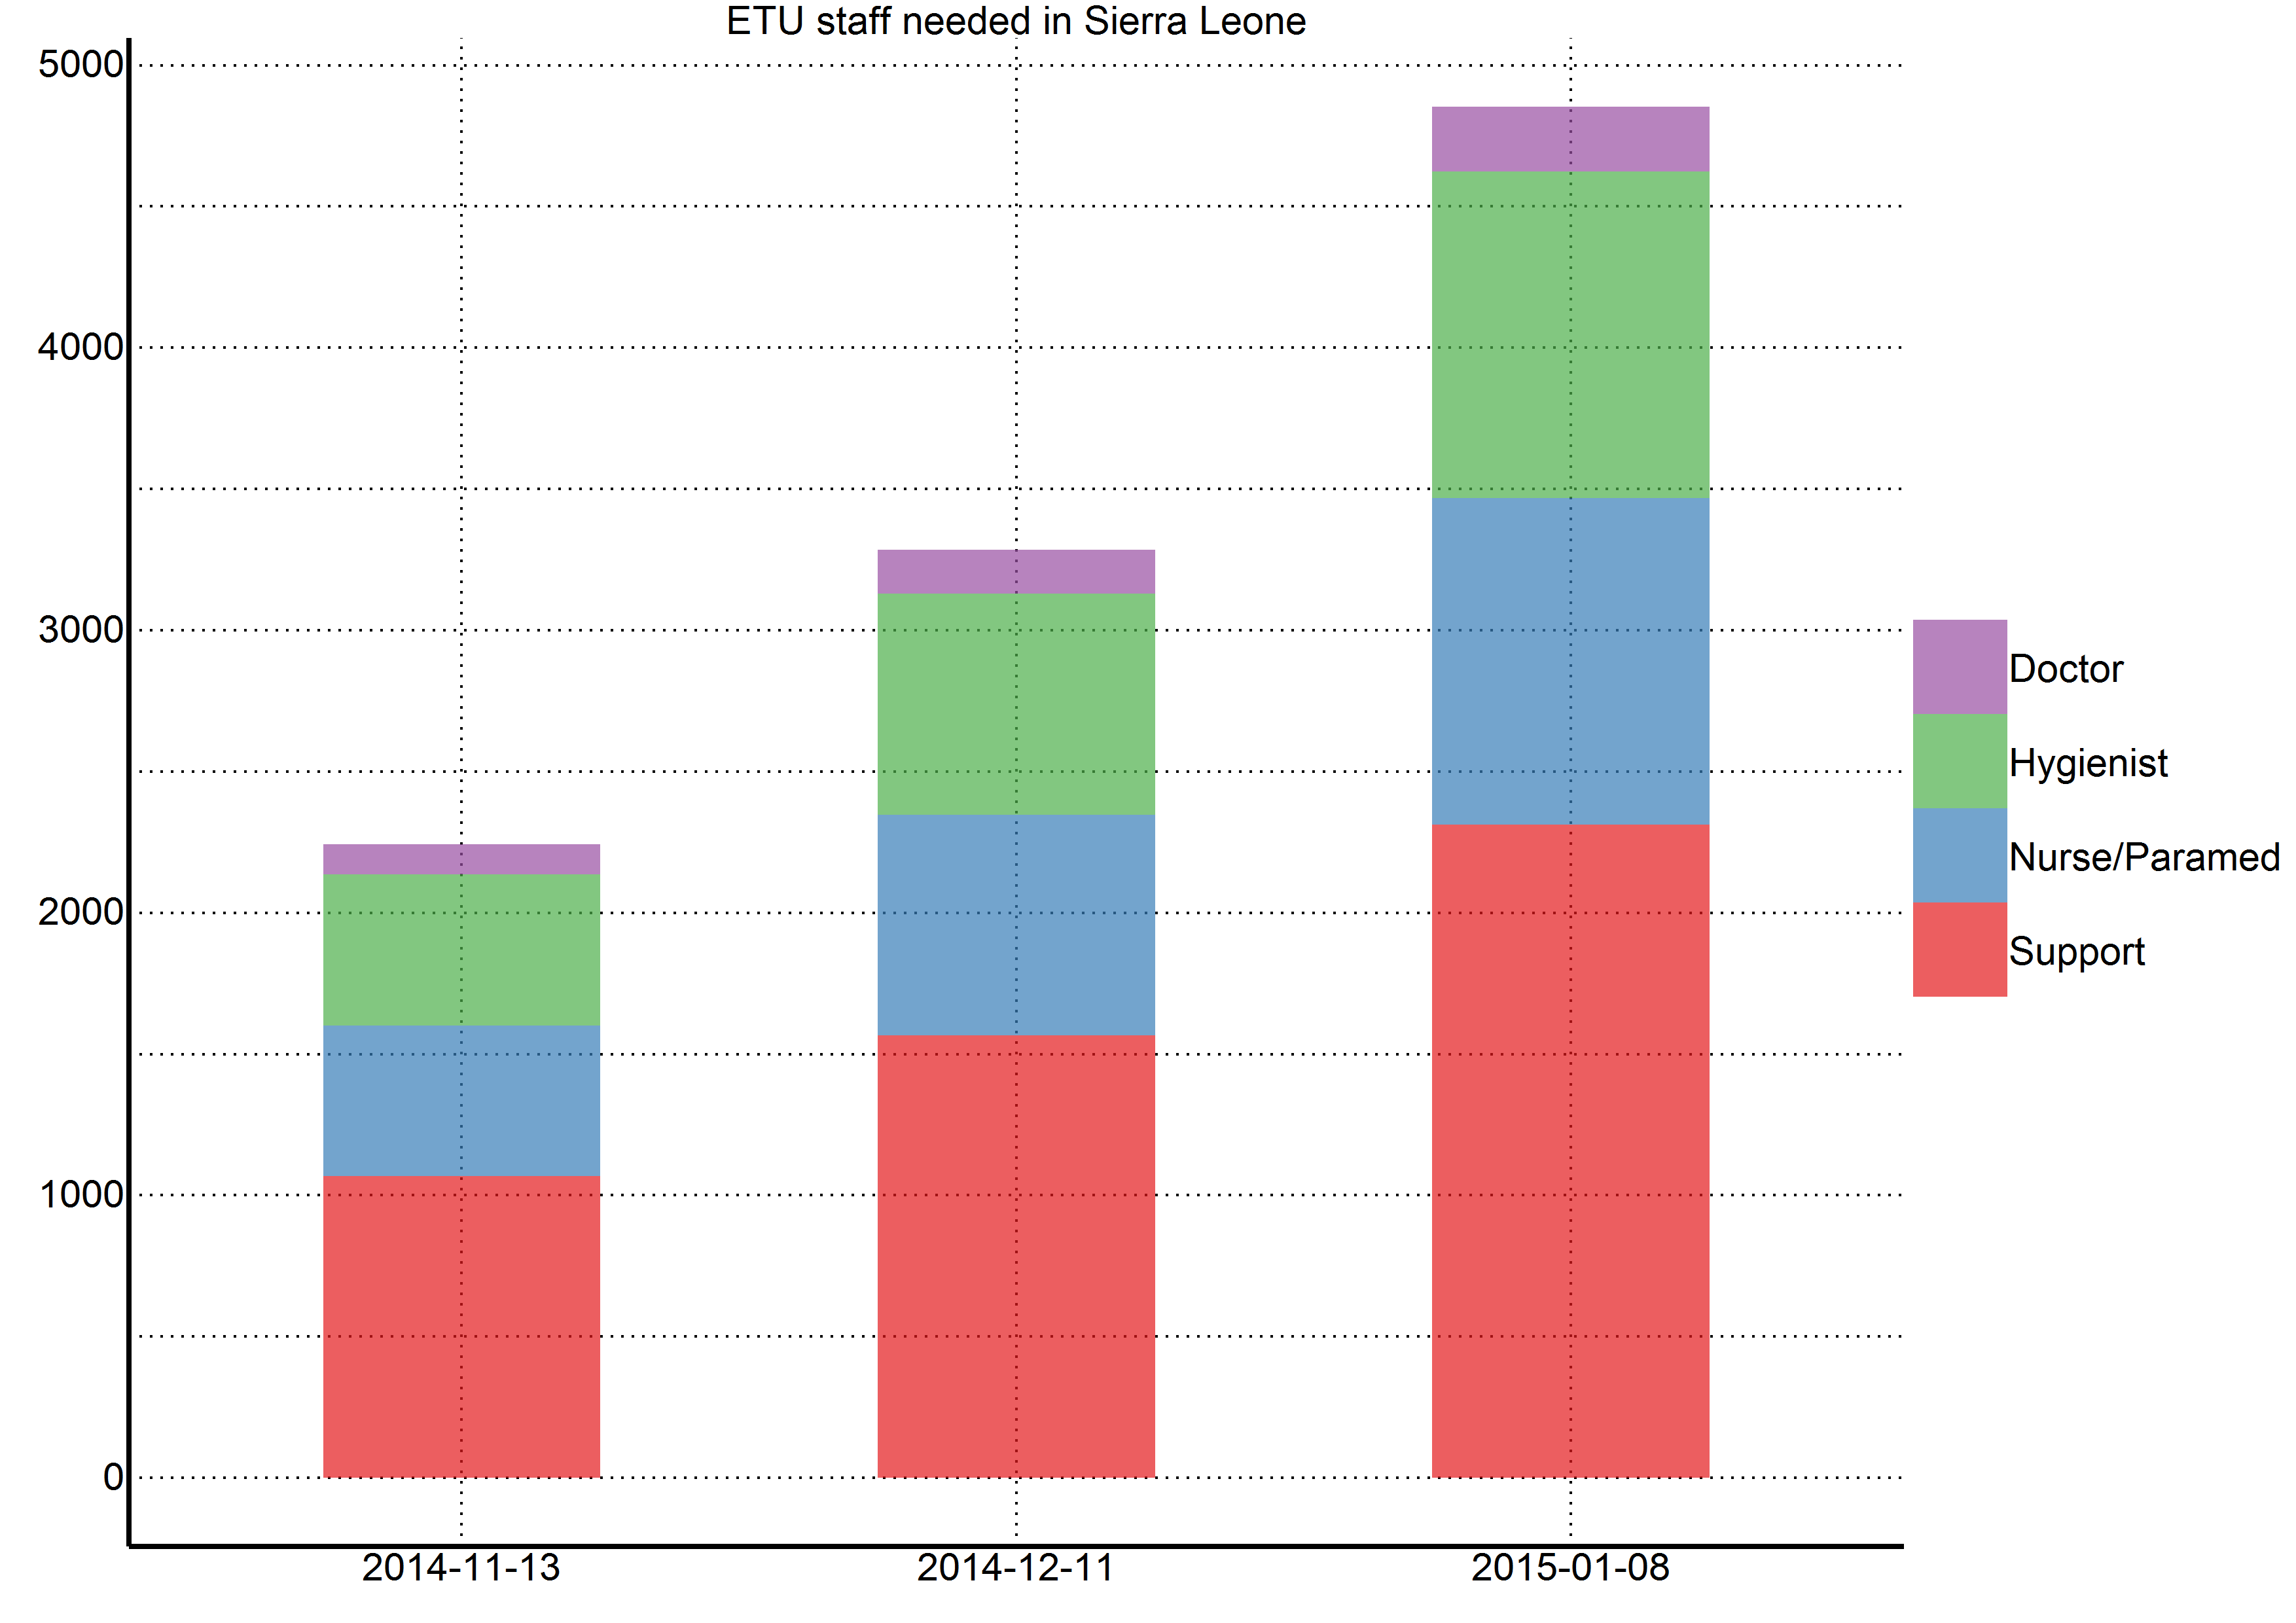 ETU staff needed in Sierra Leone
5000
4000
3000
2000
1000
0
2014-11-13
2014-12-11
2015-01-08
Doctor
Hygienist
Nurse/Paramed
Support